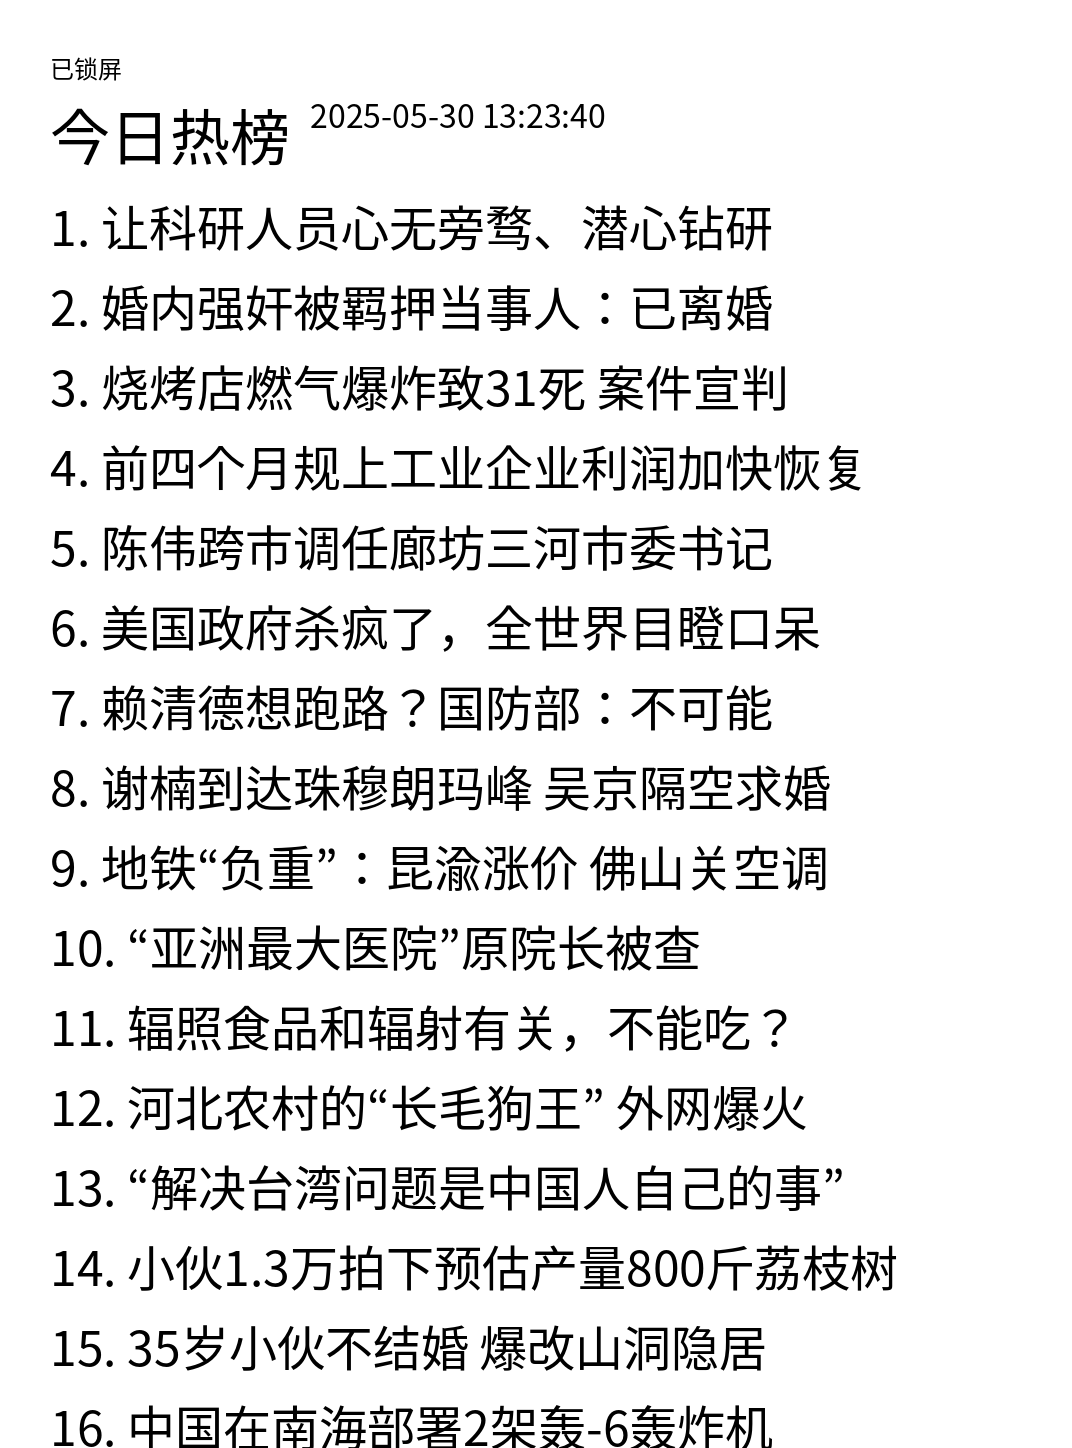 已锁屏
今日热榜 2025-05-30 13:23:40
1. 让科研人员心无旁骛、潜心钻研
2. 婚内强奸被羁押当事人：已离婚
3. 烧烤店燃气爆炸致31死 案件宣判
4. 前四个月规上工业企业利润加快恢复
5. 陈伟跨市调任廊坊三河市委书记
6. 美国政府杀疯了，全世界目瞪口呆
7. 赖清德想跑路？国防部：不可能
8. 谢楠到达珠穆朗玛峰 吴京隔空求婚
9. 地铁“负重”：昆渝涨价 佛山关空调
10. “亚洲最大医院”原院长被查
11. 辐照食品和辐射有关，不能吃？
12. 河北农村的“长毛狗王” 外网爆火
13. “解决台湾问题是中国人自己的事”
14. 小伙1.3万拍下预估产量800斤荔枝树
15. 35岁小伙不结婚 爆改山洞隐居
16. 中国在南海部署2架轰-6轰炸机